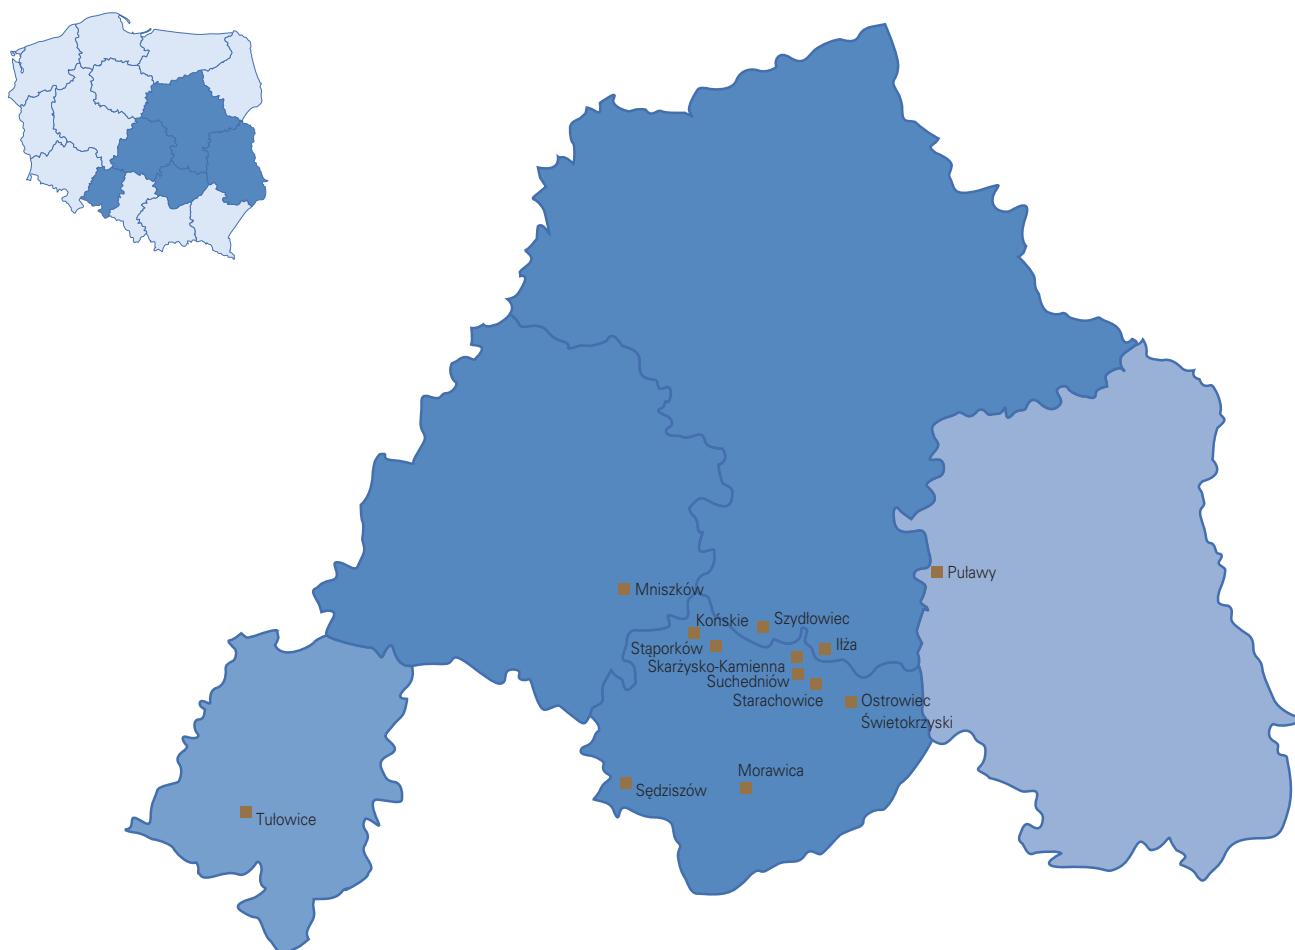 Puławy
Mniszków
Końskie
Szydłowiec
Stąporków
Iłża
Skarżysko-Kamienna
Suchedniów
Starachowice
Ostrowiec
Świetokrzyski
Morawica
Sędziszów
Tułowice